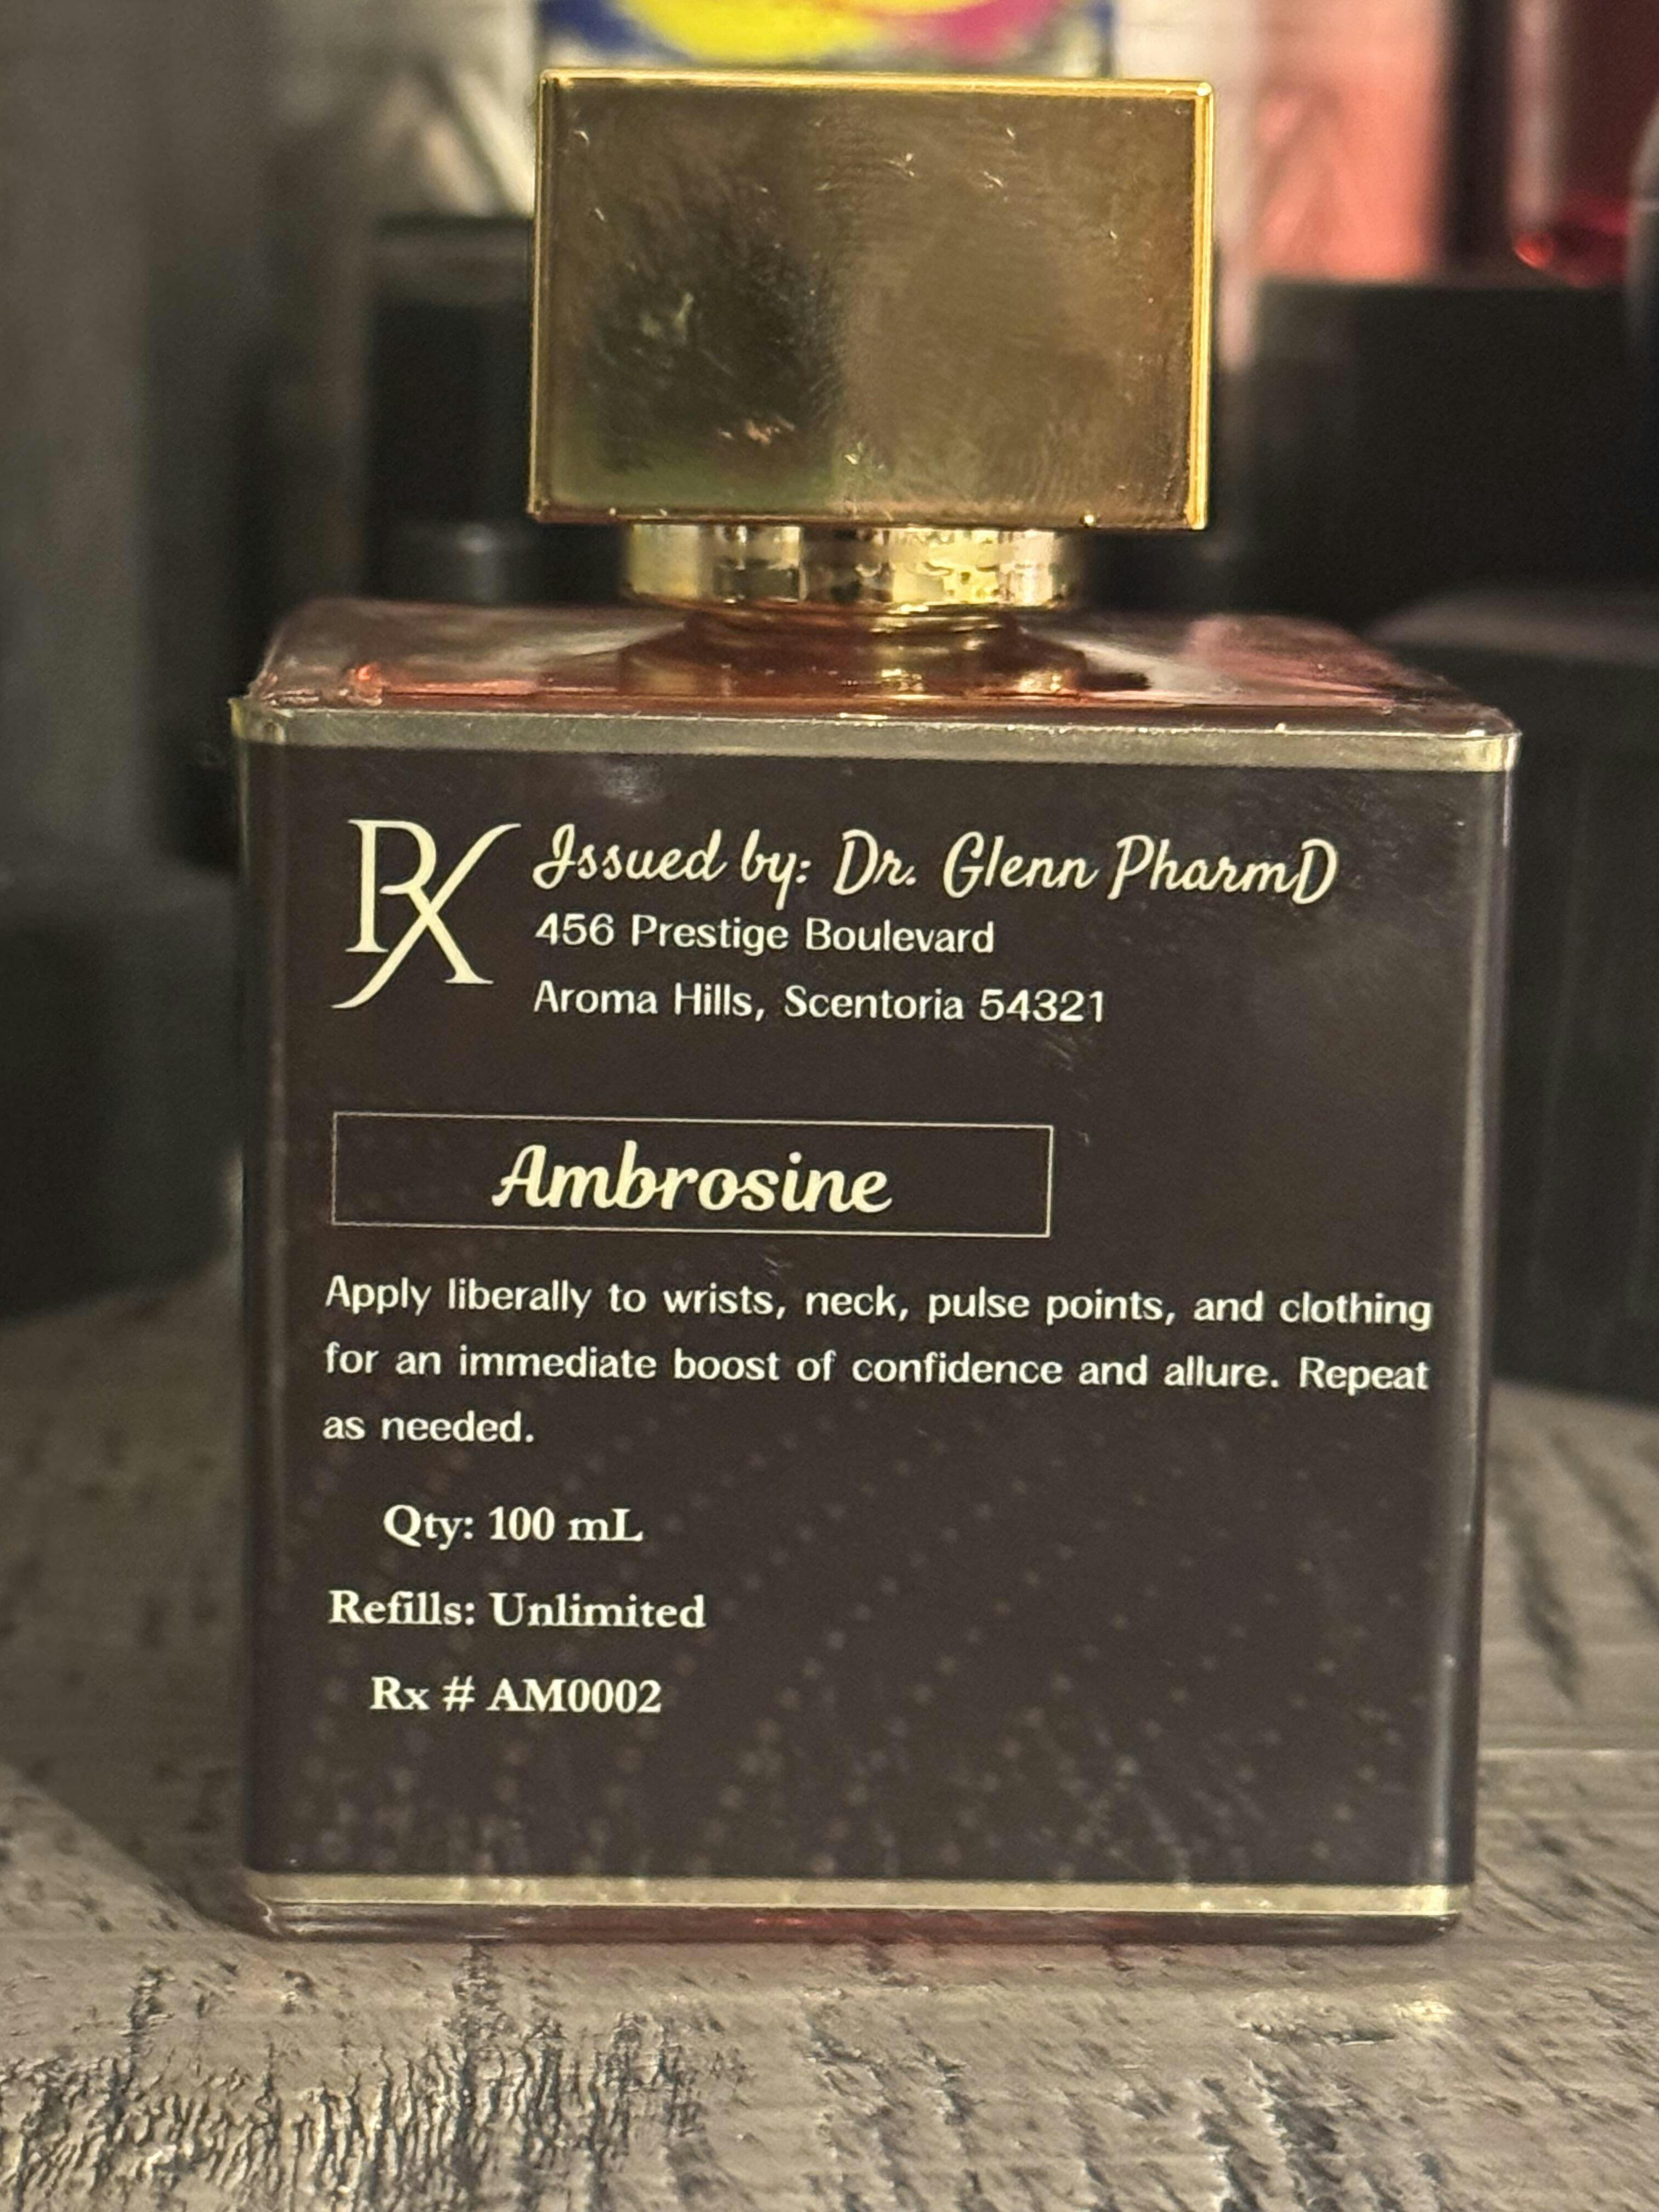 Rx Issued by: Dr. Glenn PharmD
456 Prestige Boulevard
Aroma Hills, Scentoria 54321
Ambrosine
Apply liberally to wrists, neck, pulse points, and clothing
for an immediate boost of confidence and allure. Repeat
as needed.
Qty: 100 mL
Refills: Unlimited
Rx # AM0002